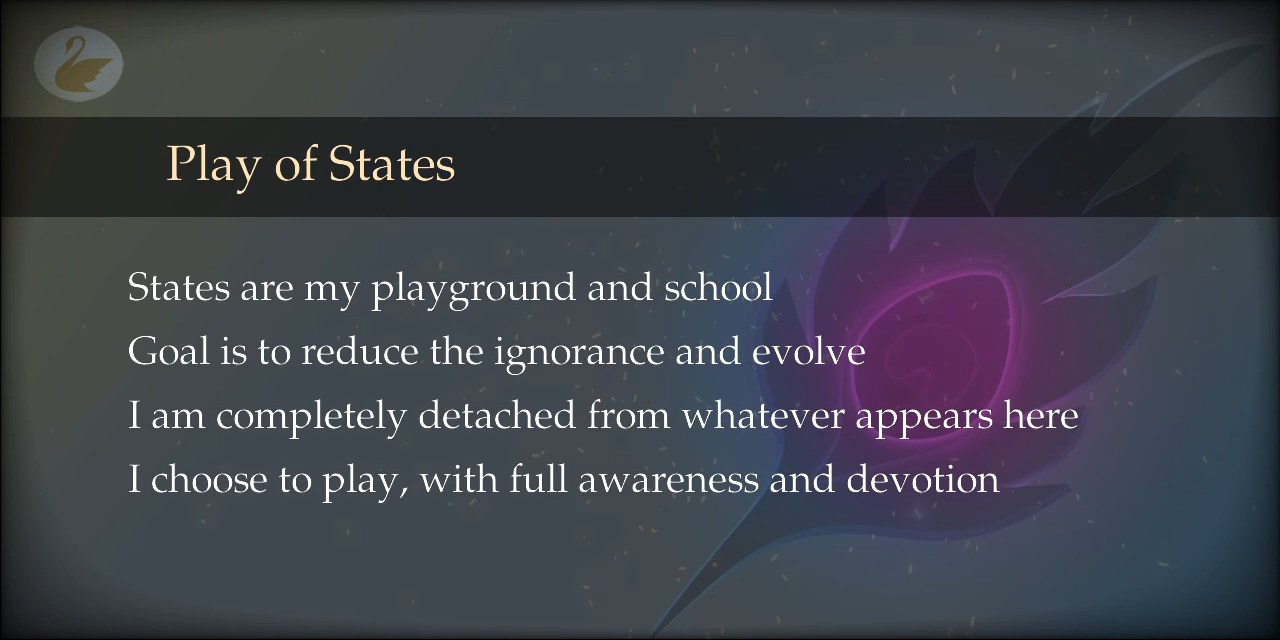 Play of States
States are my playground and school
Goal is to reduce the ignorance and evolve
I am completely detached from whatever appears here
I choose to play, with full awareness and devotion